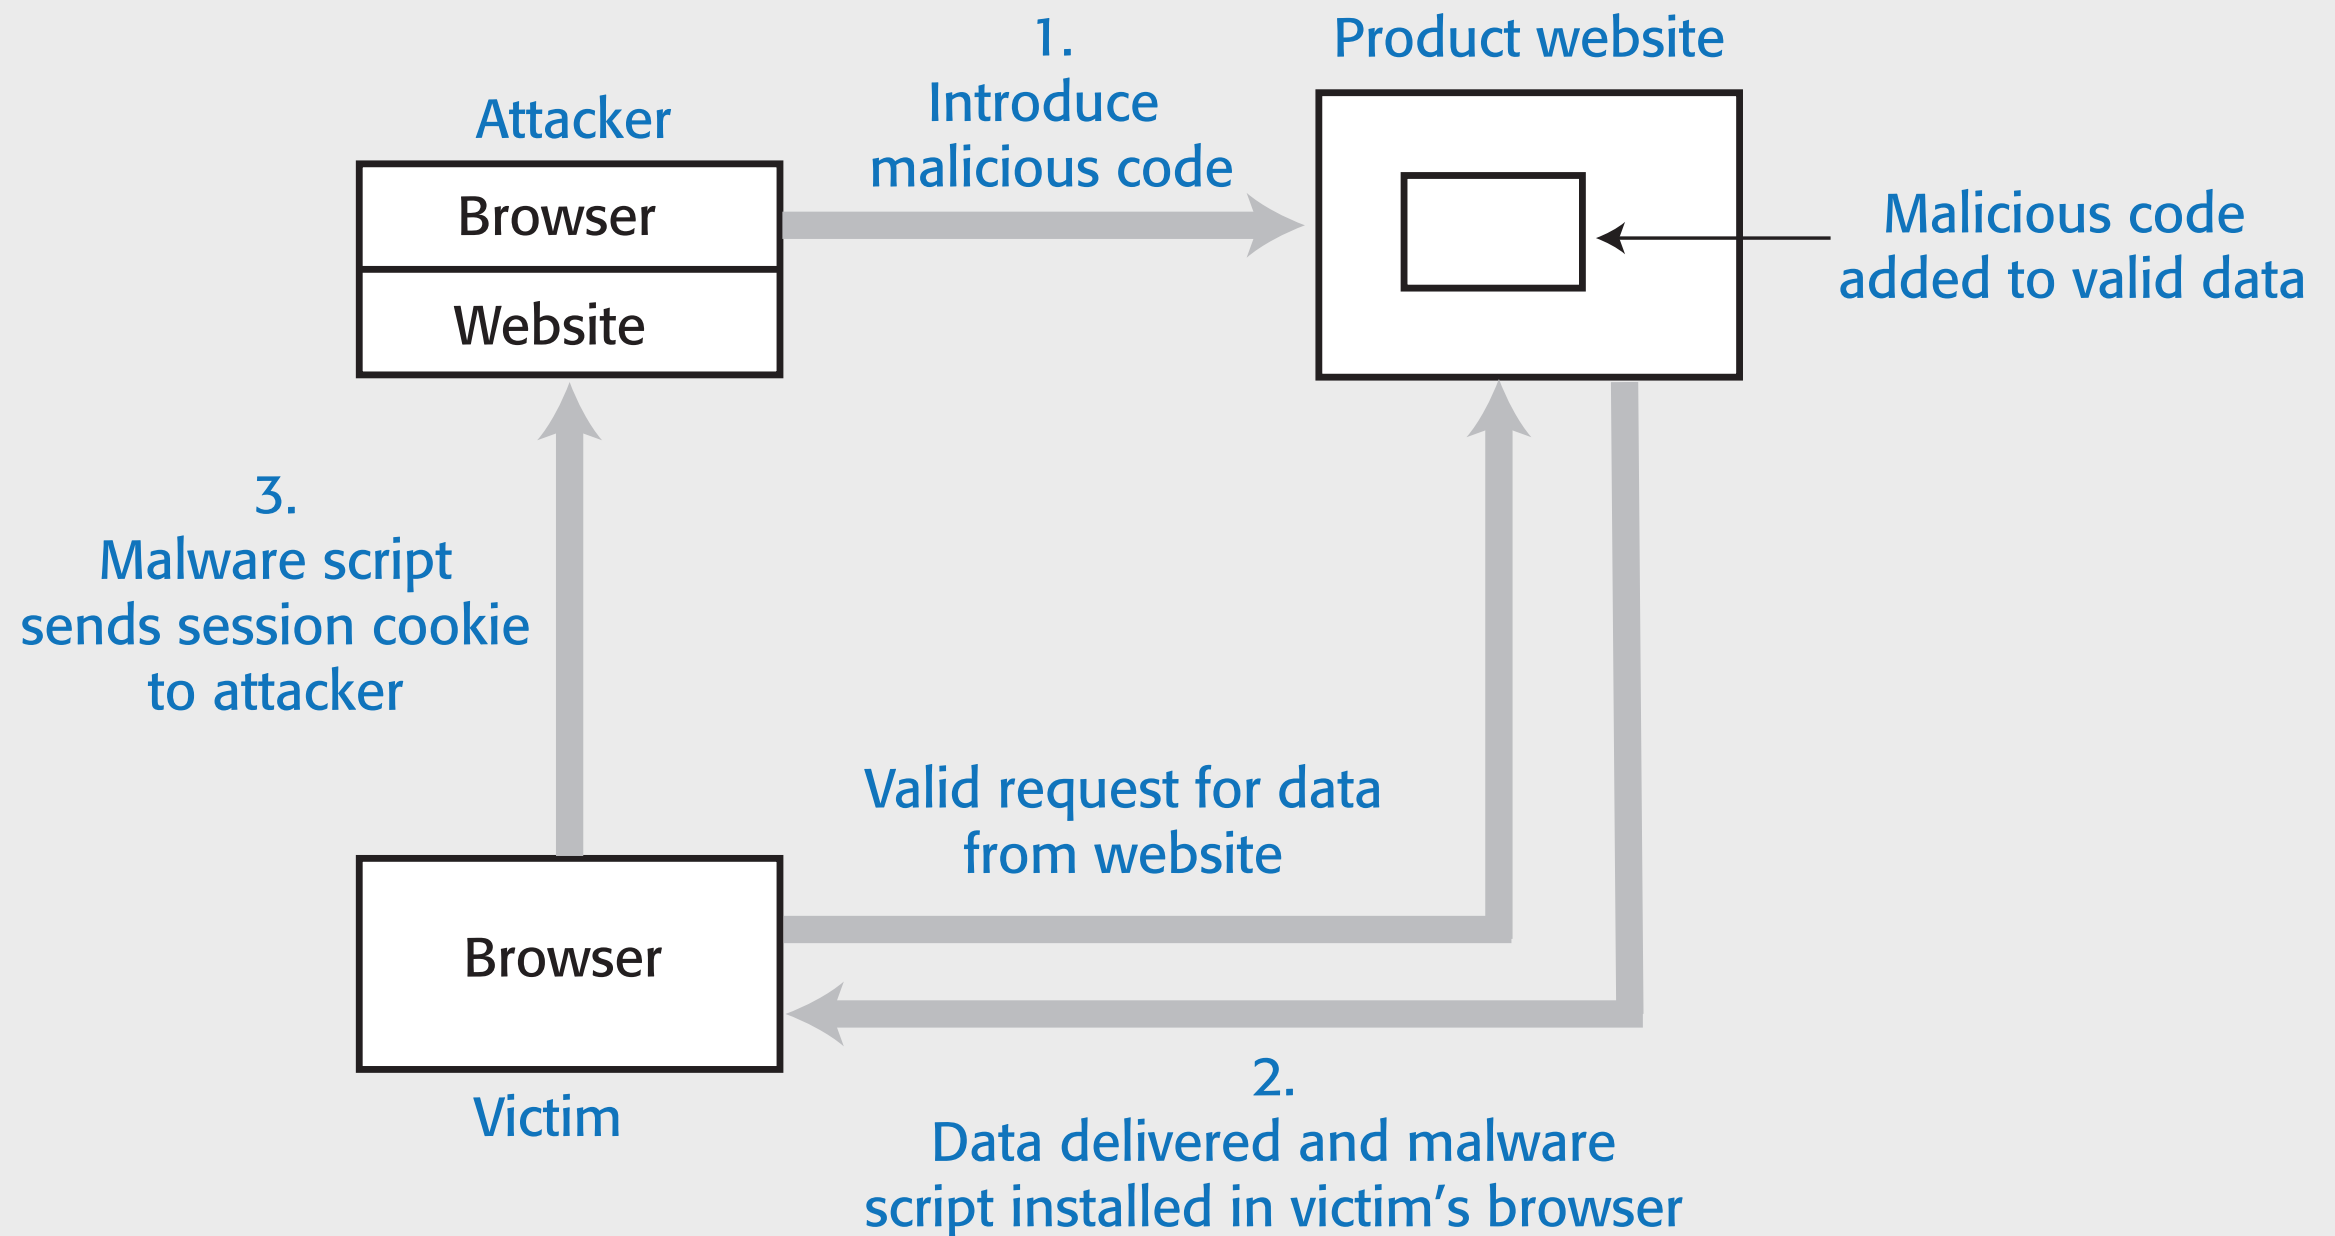 Attacker
Browser
Website
1.
Introduce
malicious code
Product website
Malicious code
added to valid data
3.
Malware script
sends session cookie
to attacker
Valid request for data
from website
Browser
Victim
2.
Data delivered and malware
script installed in victim’s browser